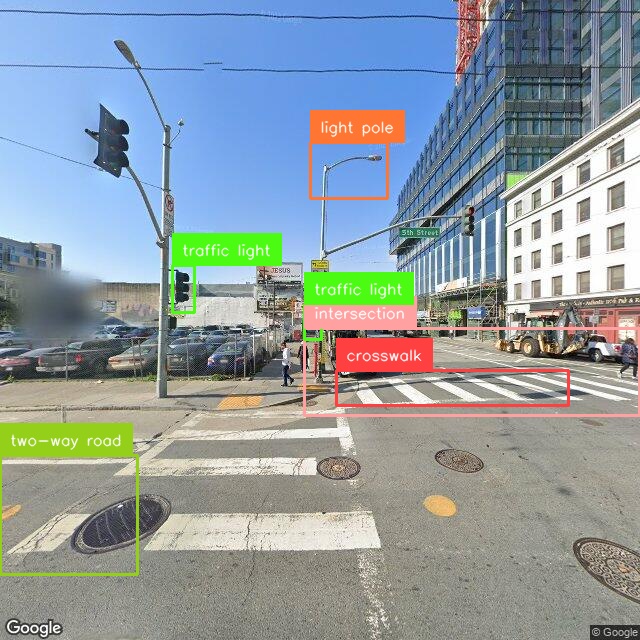 light pole
5th Street
traffic light
JESUS
traffic light
intersection
crosswalk
two-way road
Google
© Google